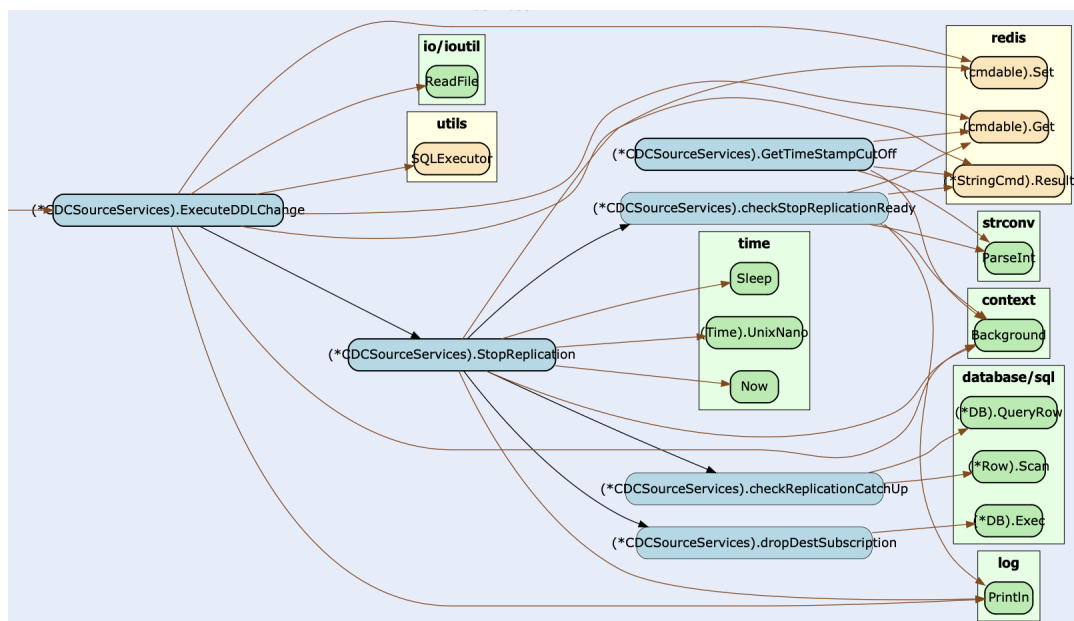 redis
(cmdable).Set
io/ioutil
ReadFile
utils
SQLExecutor
(cmdable).Get
(*CDCSourceServices).GetTimeStampCutOff
(*StringCmd).Result
(*CDCSourceServices).ExecuteDDLChange
(*CDCSourceServices).checkStopReplicationReady
strconv
ParseInt
time
Sleep
context
Background
(Time).UnixNano
(*CDCSourceServices).StopReplication
Now
database/sql
(*DB).QueryRow
(*Row).Scan
(*CDCSourceServices).checkReplicationCatchUp
(*DB).Exec
(*CDCSourceServices).dropDestSubscription
log
Println